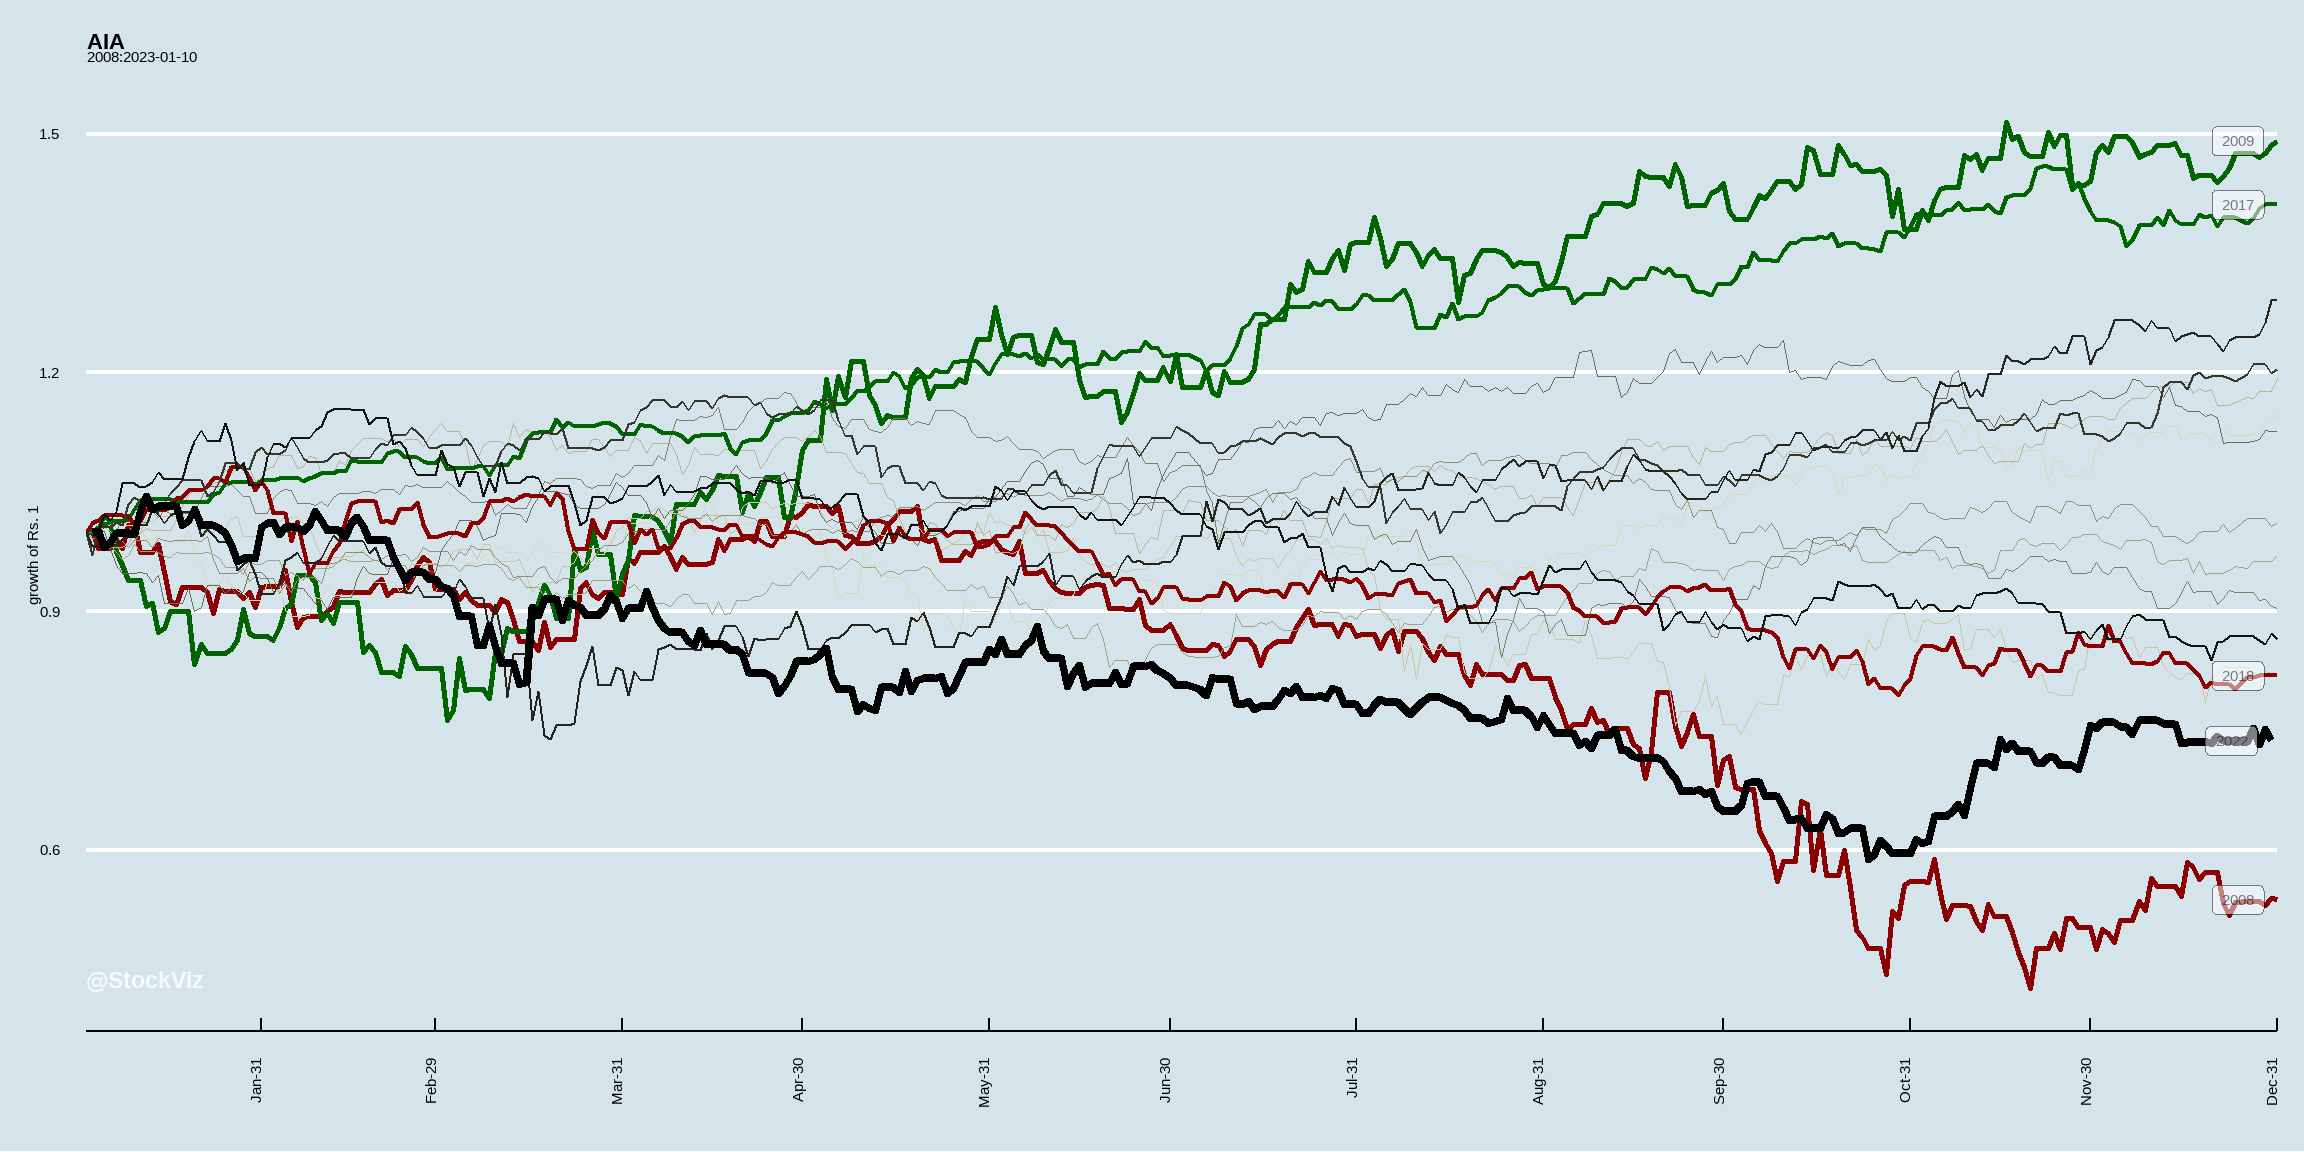 AIA
2008:2023-01-10
1.5
1.2
0.9
0.6
growth of Rs. 1
2009
2017
2018
2022
2008
@StockViz
Jan-31
Feb-29
Mar-31
Apr-30
May-31
Jun-30
Jul-31
Aug-31
Sep-30
Oct-31
Nov-30
Dec-31